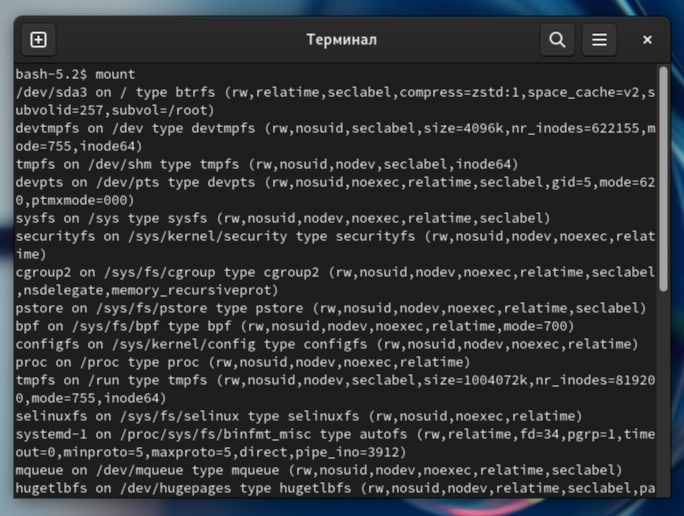 Терминал
bash-5.2$ mount
/dev/sda3 on / type btrfs (rw,relatime,seclabel,compress=zstd:1,space_cache=v2,s
ubvolid=257,subvol=/root)
devtmpfs on /dev type devtmpfs (rw,nosuid,seclabel,size=4096k,nr_inodes=622155,m
ode=755,inode64)
tmpfs on /dev/shm type tmpfs (rw,nosuid,nodev,seclabel,inode64)
devpts on /dev/pts type devpts (rw,nosuid,noexec,relatime,seclabel,gid=5,mode=62
0,ptmxmode=000)
sysfs on /sys type sysfs (rw,nosuid,nodev,noexec,relatime,seclabel)
securityfs on /sys/kernel/security type securityfs (rw,nosuid,nodev,noexec,relat
ime)
cgroup2 on /sys/fs/cgroup type cgroup2 (rw,nosuid,nodev,noexec,relatime,seclabel
,nsdelegate,memory_recursiveprot)
pstore on /sys/fs/pstore type pstore (rw,nosuid,nodev,noexec,relatime,seclabel)
bpf on /sys/fs/bpf type bpf (rw,nosuid,nodev,noexec,relatime,mode=700)
configfs on /sys/kernel/config type configfs (rw,nosuid,nodev,noexec,relatime)
proc on /proc type proc (rw,nosuid,nodev,noexec,relatime)
tmpfs on /run type tmpfs (rw,nosuid,nodev,seclabel,size=1004072k,nr_inodes=81920
0,mode=755,inode64)
selinuxfs on /sys/fs/selinux type selinuxfs (rw,nosuid,noexec,relatime)
systemd-1 on /proc/sys/fs/binfmt_misc type autofs (rw,relatime,fd=34,pgrp=1,time
out=0,minproto=5,maxproto=5,direct,pipe_ino=3912)
mqueue on /dev/mqueue type mqueue (rw,nosuid,nodev,noexec,relatime,seclabel)
hugetlbfs on /dev/hugepages type hugetlbfs (rw,nosuid,nodev,relatime,seclabel,pa